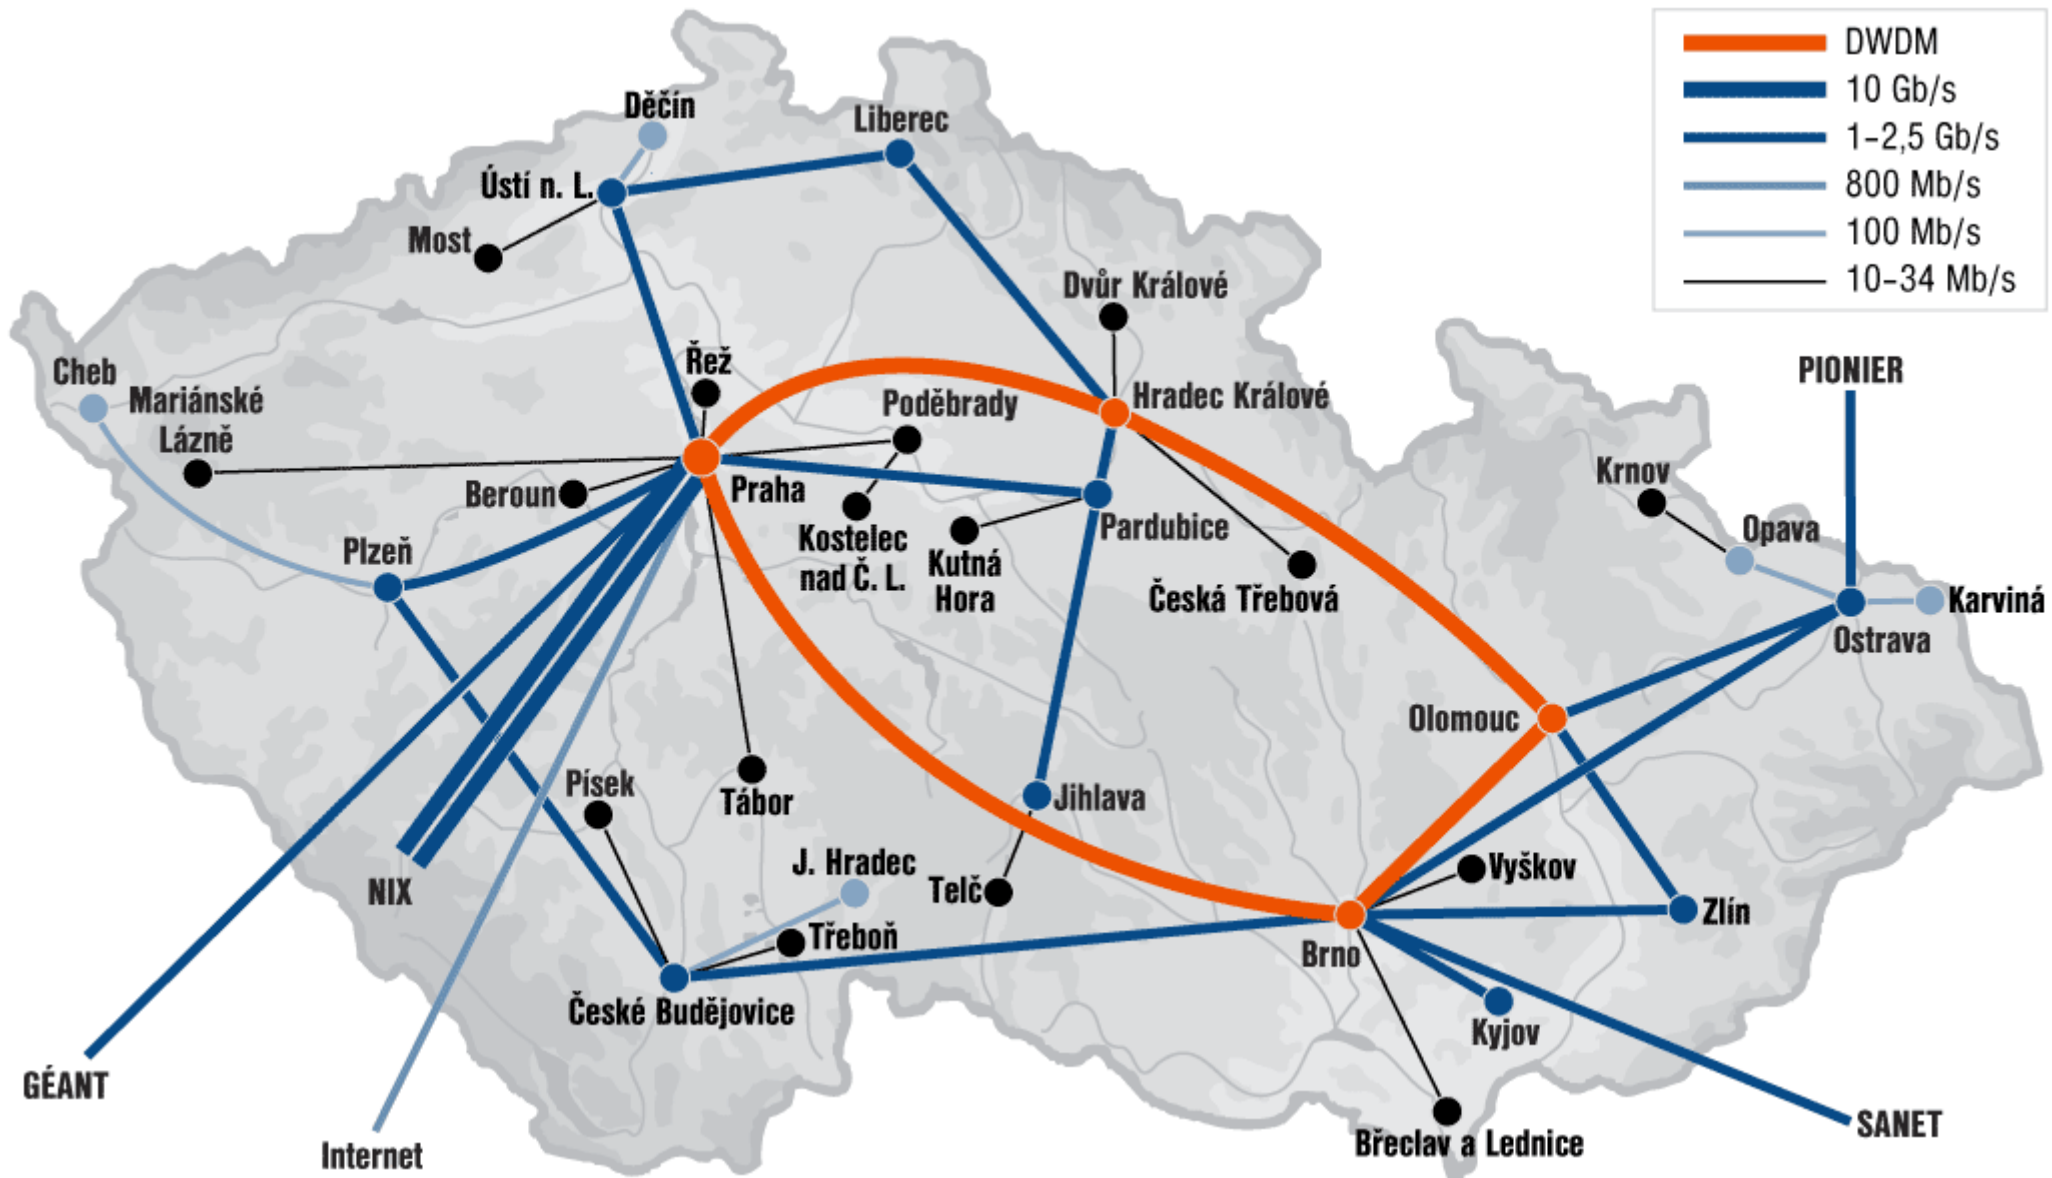 DWDM
10 Gb/s
1–2,5 Gb/s
800 Mb/s
100 Mb/s
10–34 Mb/s
Děčín
Liberec
Ústí n. L.
Most
Dvůr Králové
Řež
Cheb
Mariánské
Lázně
Poděbrady
Hradec Králové
PIONIER
Beroun
Praha
Krnov
Kostelec
nad Č. L.
Kutná
Hora
Pardubice
Opava
Plzeň
Česká Třebová
Karviná
Ostrava
Olomouc
Písek
Tábor
Jihlava
NIX
J. Hradec
Telč
Vyškov
Třeboň
Zlín
Brno
České Budějovice
Kyjov
GÉANT
Internet
Břeclav a Lednice
SANET